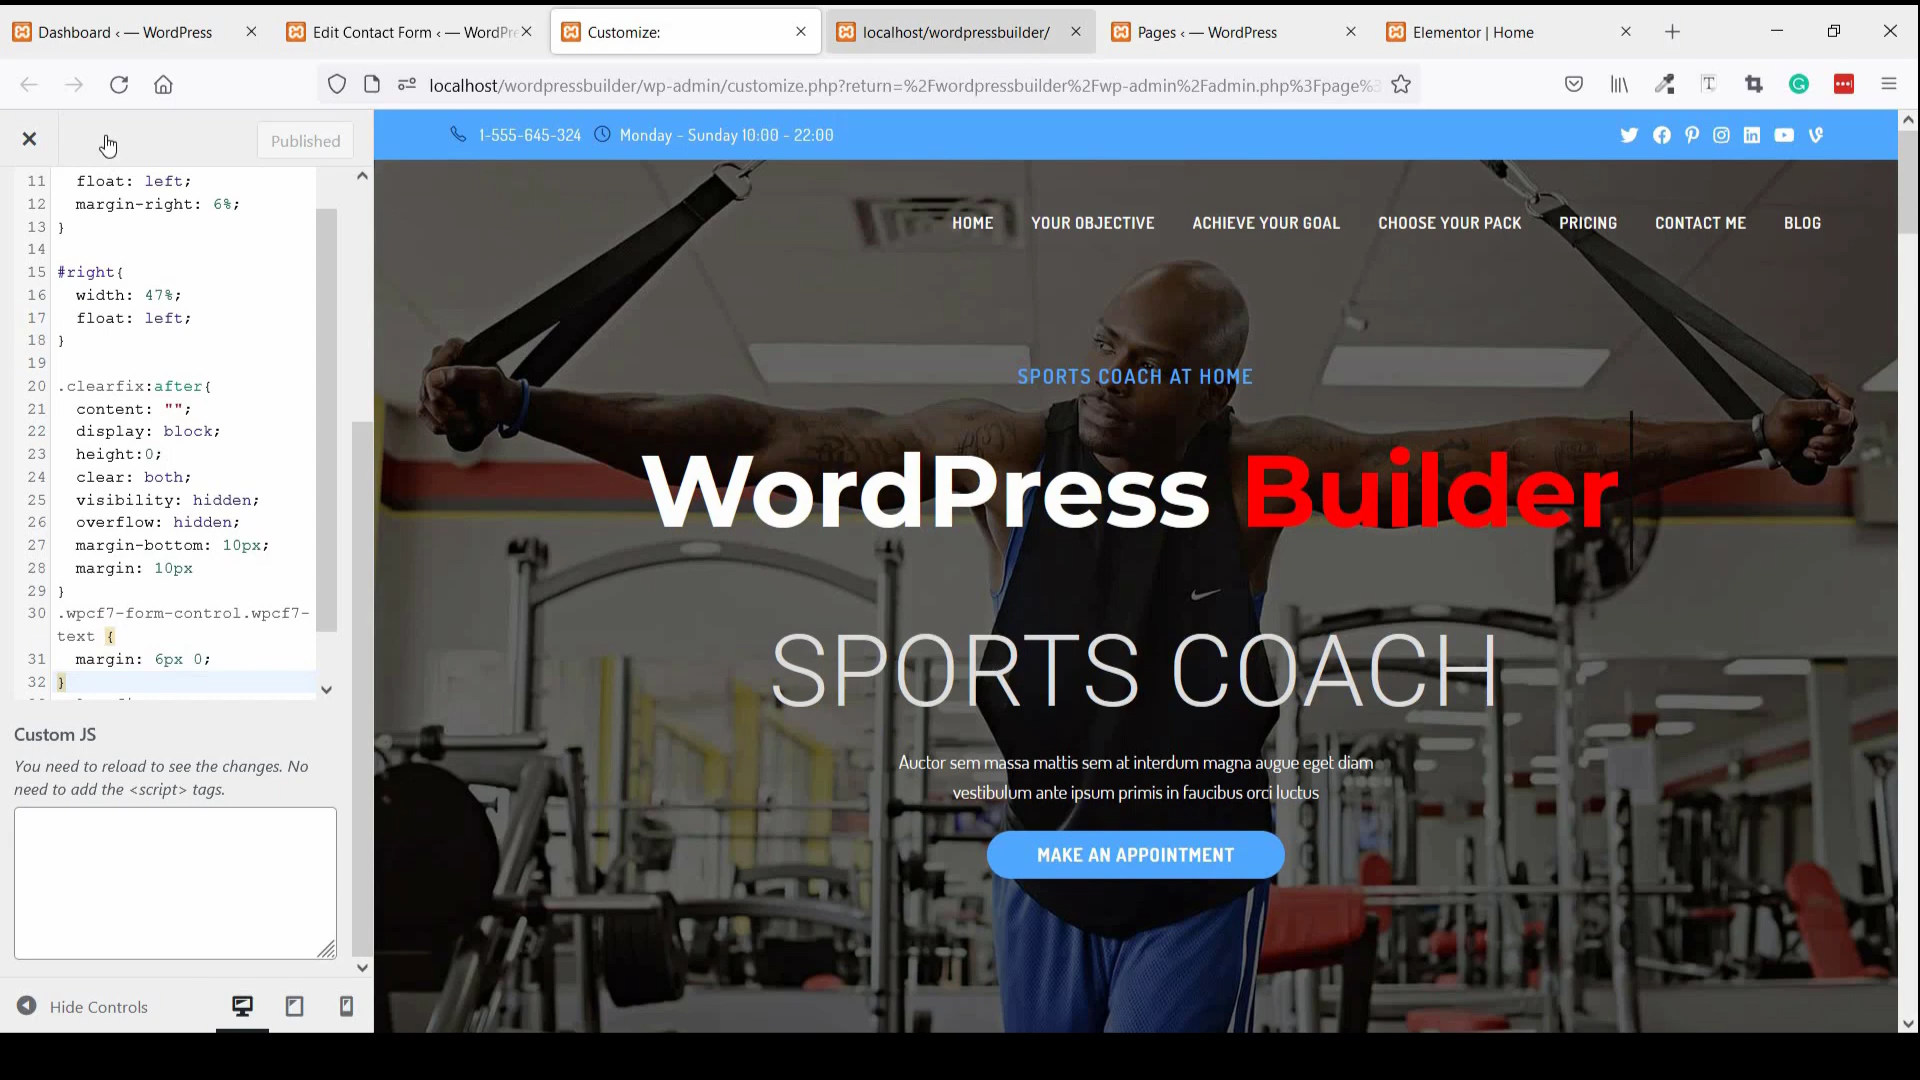 Dashboard ‹ — WordPress
Edit Contact Form ‹ — WordPr
Customize:
localhost/wordpressbuilder/
Pages ‹ — WordPress
Elementor | Home
localhost/wordpressbuilder/wp-admin/customize.php?return=%2Fwordpressbuilder%2Fwp-admin%2Fadmin.php%3Fpage%3
Published
11 float: left;
12 margin-right: 6%;
13 }
14
15 #right{
16 width: 47%;
17 float: left;
18 }
19
20 .clearfix:after{
21 content: "";
22 display: block;
23 height:0;
24 clear: both;
25 visibility: hidden;
26 overflow: hidden;
27 margin-bottom: 10px;
28 margin: 10px
29 }
30 .wpcf7-form-control.wpcf7-
text {
31 margin: 6px 0;
32 }
Custom JS
You need to reload to see the changes. No
need to add the <script> tags.
Hide Controls
1-555-645-324
Monday - Sunday 10:00 - 22:00
HOME
YOUR OBJECTIVE
ACHIEVE YOUR GOAL
CHOOSE YOUR PACK
PRICING
CONTACT ME
BLOG
SPORTS COACH AT HOME
WordPress Builder
SPORTS COACH
Auctor sem massa mattis sem at interdum magna augue eget diam
vestibulum ante ipsum primis in faucibus orci luctus
MAKE AN APPOINTMENT